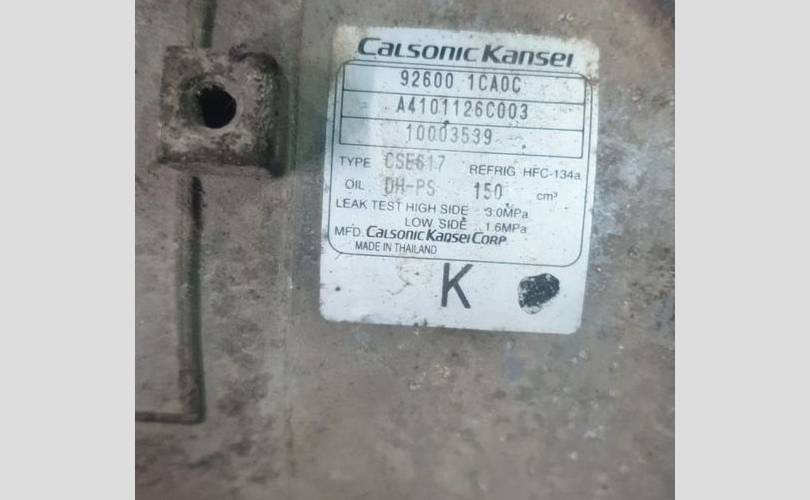 CALSONIC KANSEI
92600 1CA0C
A4101126C003
10003539
TYPE CSE617 REFRIG HFC-134a
OIL DH-PS 150 cm³
LEAK TEST HIGH SIDE 3.0MPa
LOW SIDE 1.6MPa
MFD. CALSONIC KANSEI CORP.
MADE IN THAILAND
K